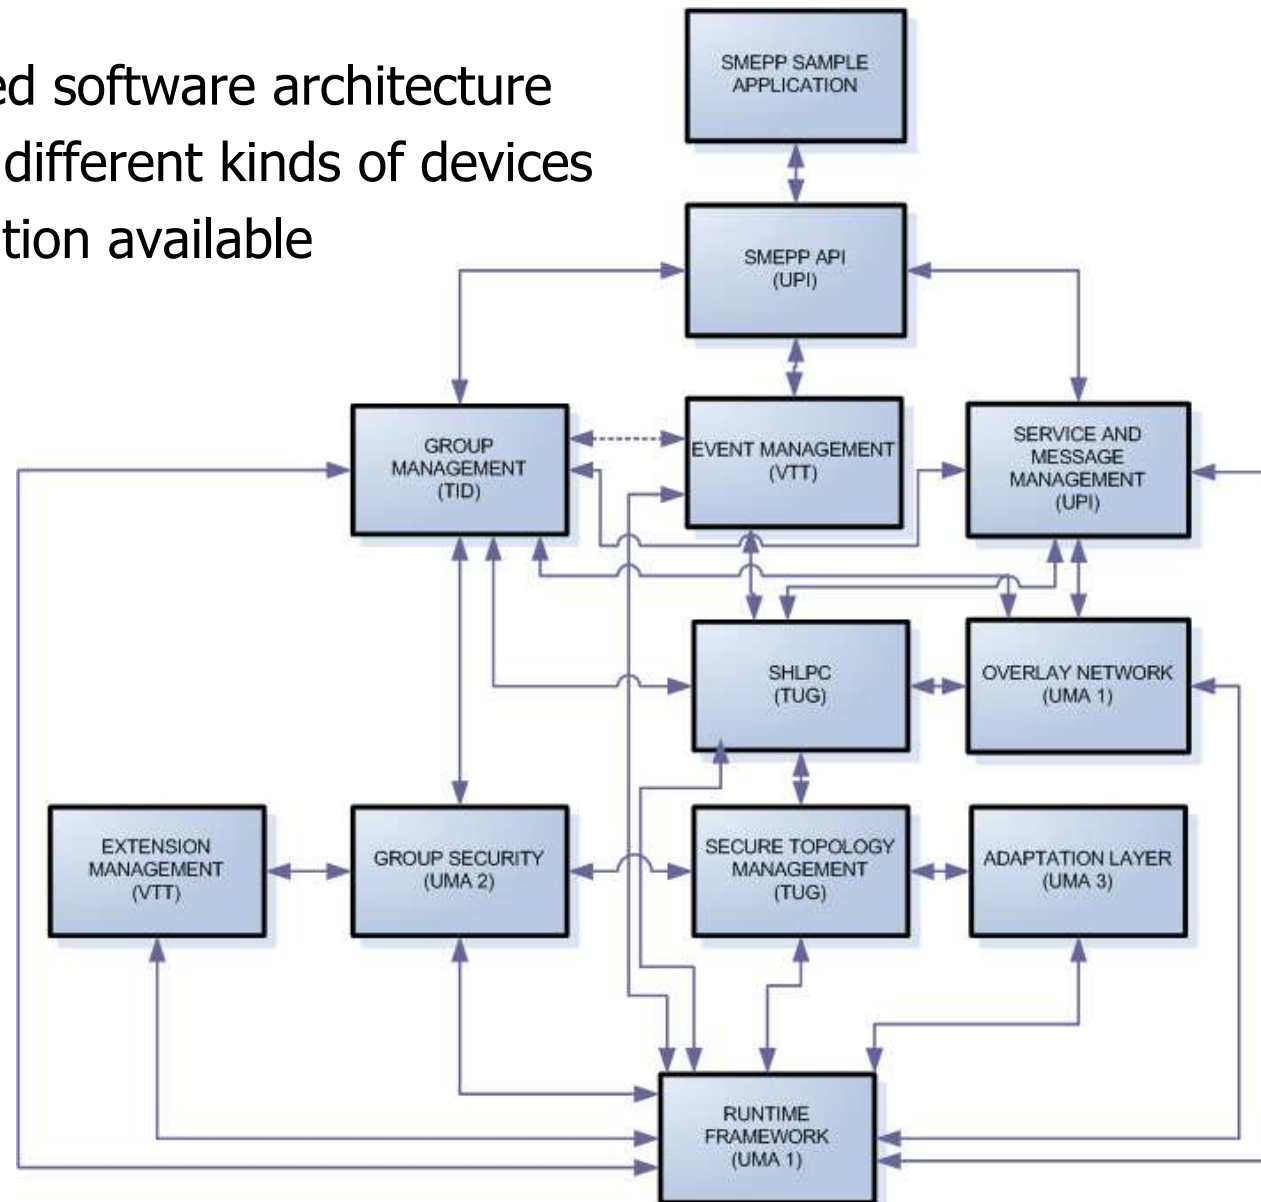 ed software architecture
different kinds of devices
tion available
SMEPP SAMPLE
APPLICATION
SMEPP API
(UPI)
GROUP
MANAGEMENT
(TID)
EVENT MANAGEMENT
(VTT)
SERVICE AND
MESSAGE
MANAGEMENT
(UPI)
SHLPC
(TUG)
OVERLAY NETWORK
(UMA 1)
EXTENSION
MANAGEMENT
(VTT)
GROUP SECURITY
(UMA 2)
SECURE TOPOLOGY
MANAGEMENT
(TUG)
ADAPTATION LAYER
(UMA 3)
RUNTIME
FRAMEWORK
(UMA 1)